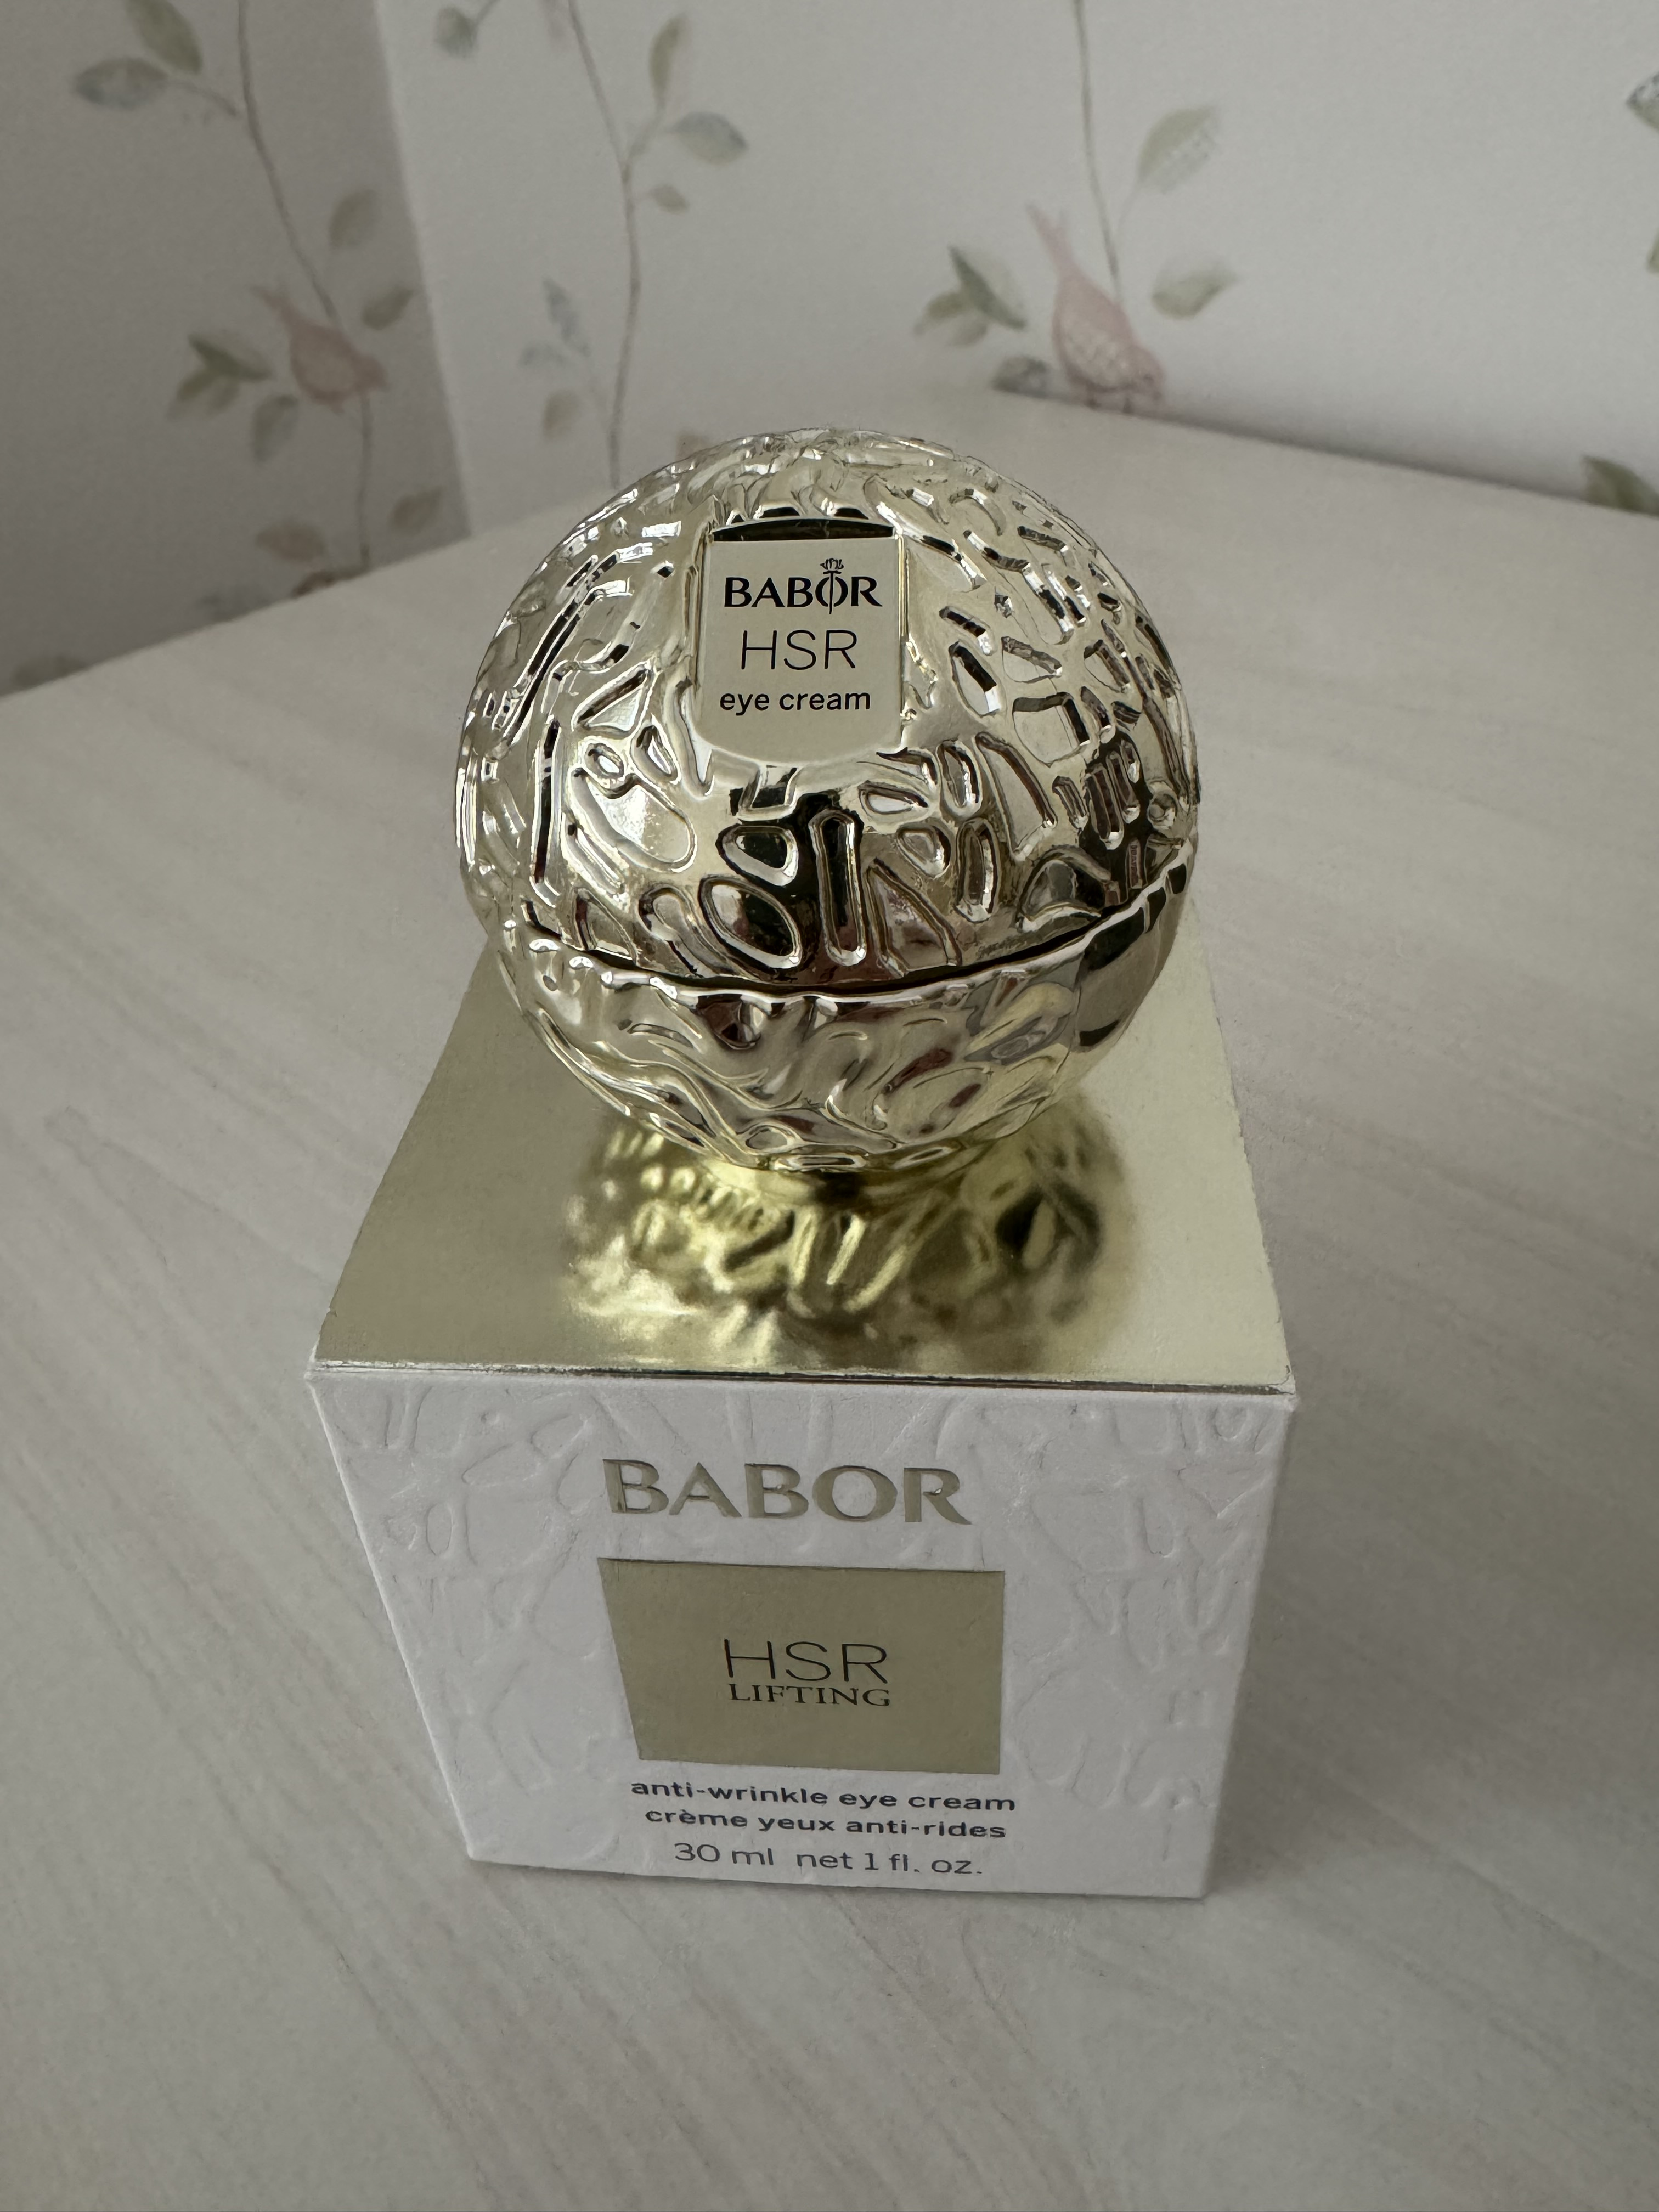 BABOR
HSR
eye cream
BABOR
HSR
LIFTING
anti-wrinkle eye cream
crème yeux anti-rides
30 ml net 1 fl. oz.